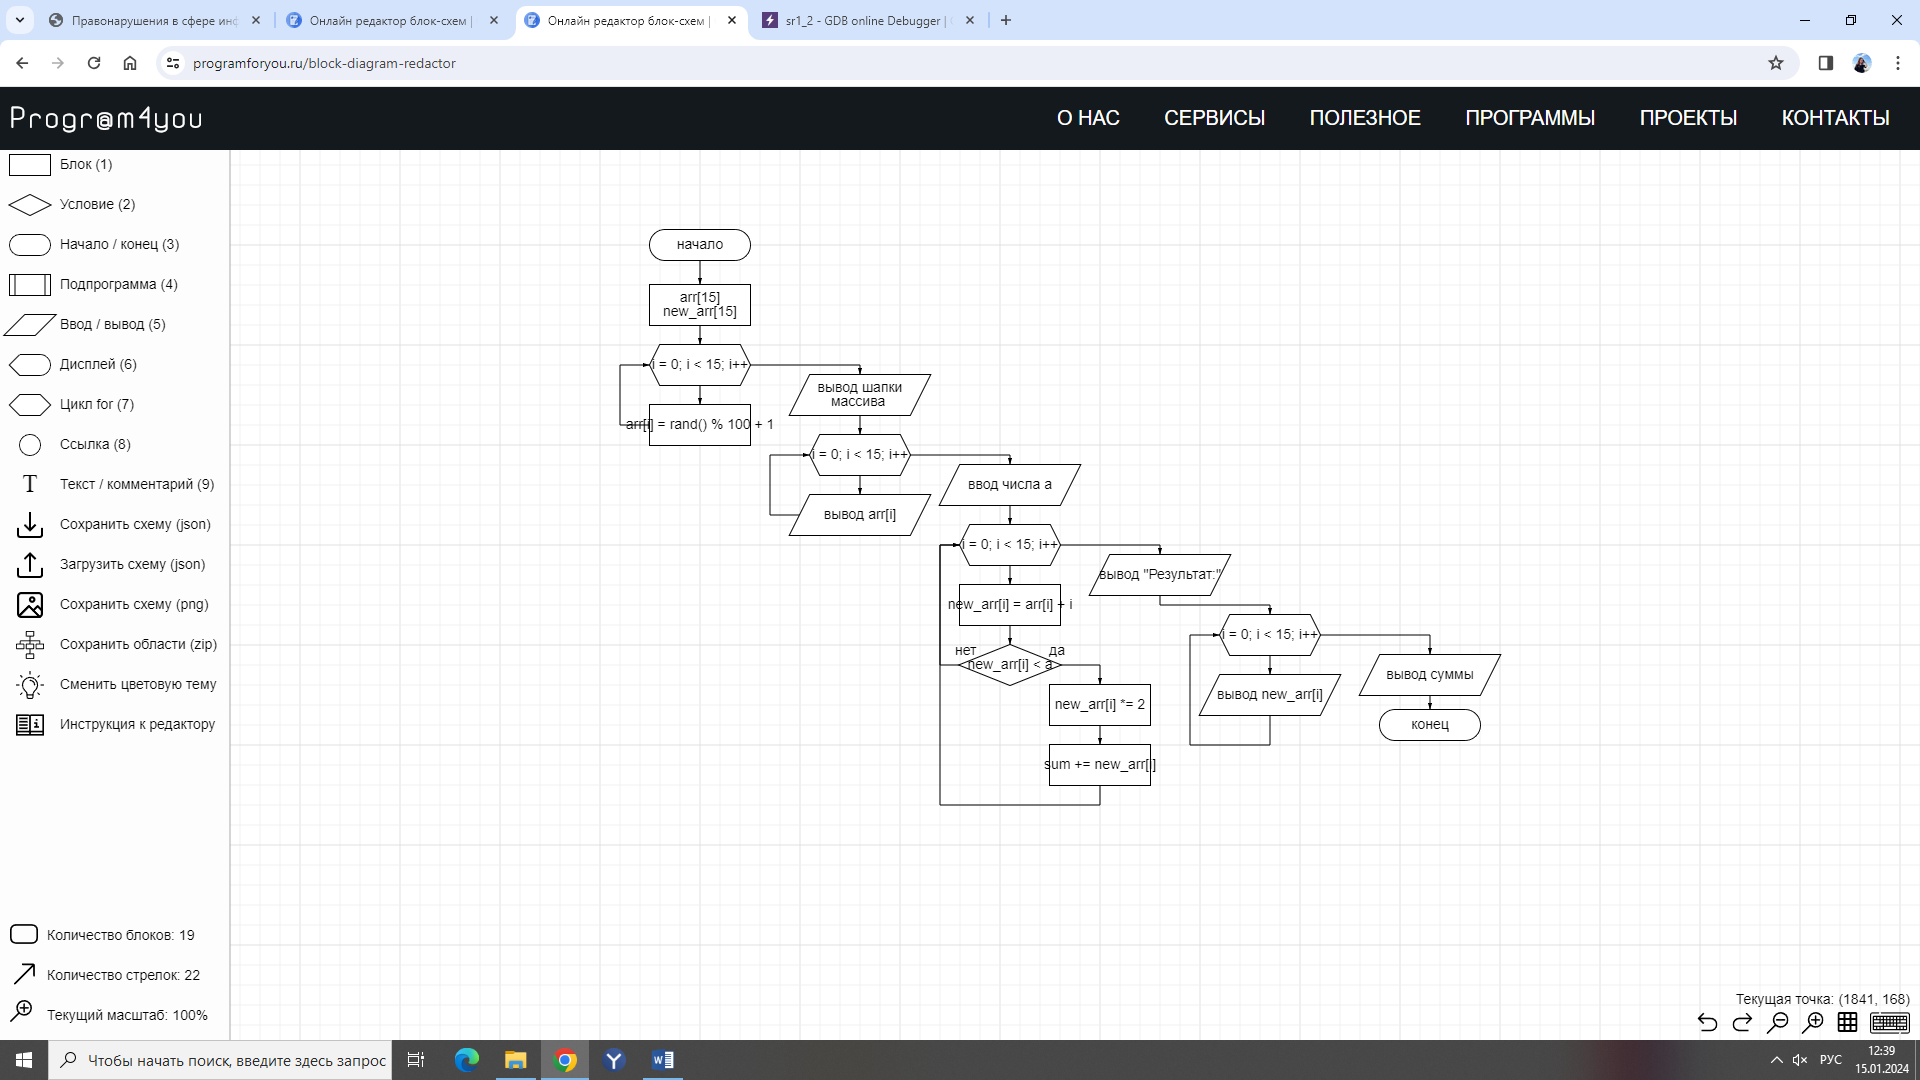 Правонарушения в сфере инф
Онлайн редактор блок-схем |
Онлайн редактор блок-схем |
sr1_2 - GDB online Debugger |
programforyou.ru/block-diagram-redactor
Progr@m4you
О НАС
СЕРВИСЫ
ПОЛЕЗНОЕ
ПРОГРАММЫ
ПРОЕКТЫ
КОНТАКТЫ
Блок (1)
Условие (2)
Начало / конец (3)
Подпрограмма (4)
Ввод / вывод (5)
Дисплей (6)
Цикл for (7)
Ссылка (8)
T Текст / комментарий (9)
Сохранить схему (json)
Загрузить схему (json)
Сохранить схему (png)
Сохранить области (zip)
Сменить цветовую тему
Инструкция к редактору
Количество блоков: 19
Количество стрелок: 22
Текущий масштаб: 100%
начало
arr[15]
new_arr[15]
i = 0; i < 15; i++
arr[i] = rand() % 100 + 1
вывод шапки
массива
i = 0; i < 15; i++
вывод arr[i]
ввод числа a
i = 0; i < 15; i++
new_arr[i] = arr[i] + i
нет
да
new_arr[i] < a
new_arr[i] *= 2
sum += new_arr[i]
вывод "Результат:"
i = 0; i < 15; i++
вывод new_arr[i]
вывод суммы
конец
Текущая точка: (1841, 168)
Чтобы начать поиск, введите здесь запрос
РУС
12:39
15.01.2024